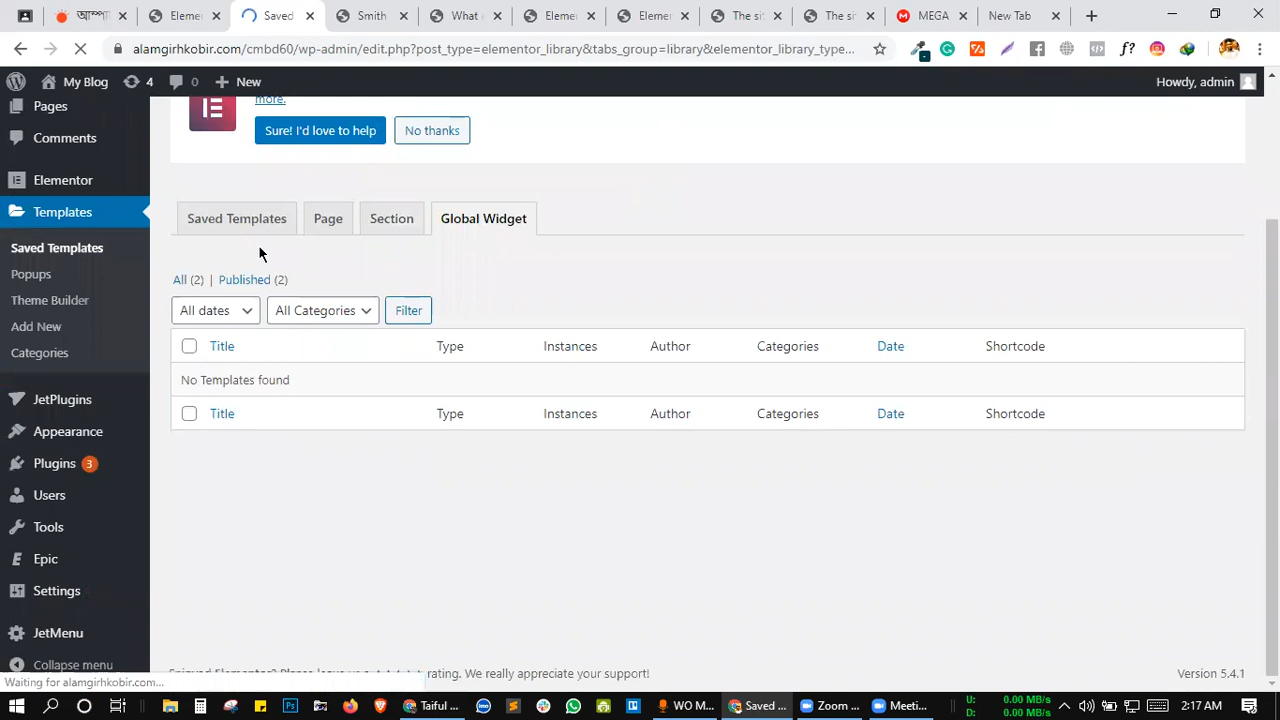 Eleme
Saved
Smith
What
Elemen
Elemen
The s
The si
MEGA
New Tab
alamgirhkobir.com/cmbt60/wp-admin/edit.php?post_type=elementor_library&tabs_group=library&elementor_library_type...
My Blog 4 0 New Howdy, admin
Pages
Comments
Elementor
Templates
Saved Templates
Popups
Theme Builder
Add New
Categories
JetPlugins
Appearance
Plugins 3
Users
Tools
Epic
Settings
JetMenu
Collapse menu
more.
Sure! I'd love to help No thanks
Saved Templates Page Section Global Widget
All (2) | Published (2)
All dates All Categories Filter
Title Type Instances Author Categories Date Shortcode
No Templates found
Title Type Instances Author Categories Date Shortcode
rating. We really appreciate your support! Version 5.4.1
Waiting for alamgirhkobir.com...
Taiful ... WO M... Saved ... Zoom ... Meeti... U: 0.00 MB/s
D: 0.00 MB/s
2:17 AM